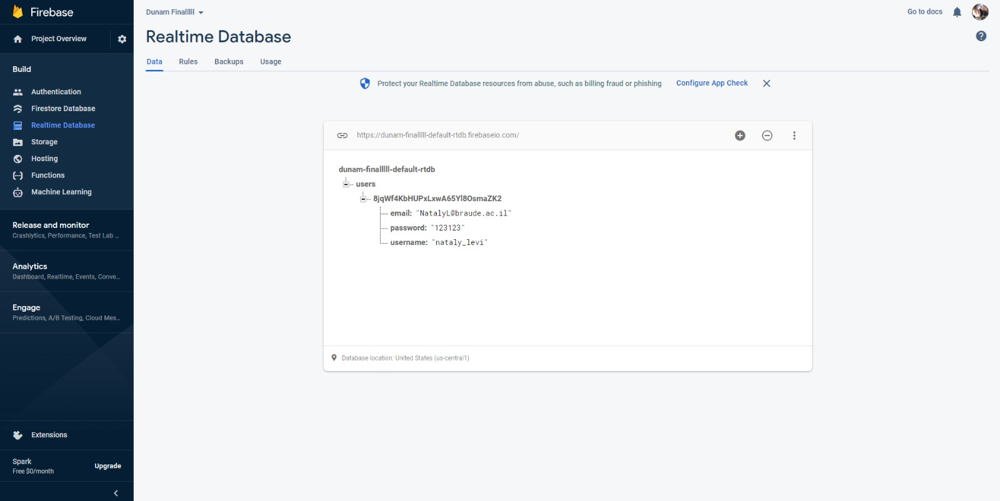 Firebase
Project Overview
Build
Authentication
Firestore Database
Realtime Database
Storage
Hosting
Functions
Machine Learning
Release and monitor
Crashlytics, Performance, Test Lab ...
Analytics
Dashboard, Realtime, Events, Conve...
Engage
Predictions, A/B Testing, Cloud Mes...
Extensions
Spark
Free $0/month
Upgrade
Dunam Finalllll
Go to docs
Realtime Database
Data Rules Backups Usage
Protect your Realtime Database resources from abuse, such as billing fraud or phishing Configure App Check
https://dunam-finalllll-default-rtdb.firebaseio.com/
dunam-finalllll-default-rtdb
users
8jqWf4KbHUPxLxwA65Yl8OsmaZK2
email: "NatalyL@braude.ac.il"
password: "123123"
username: "nataly_levi"
Database location: United States (us-central1)